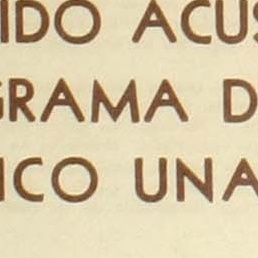 IDO ACUS
GRAMA D
ICO UNA